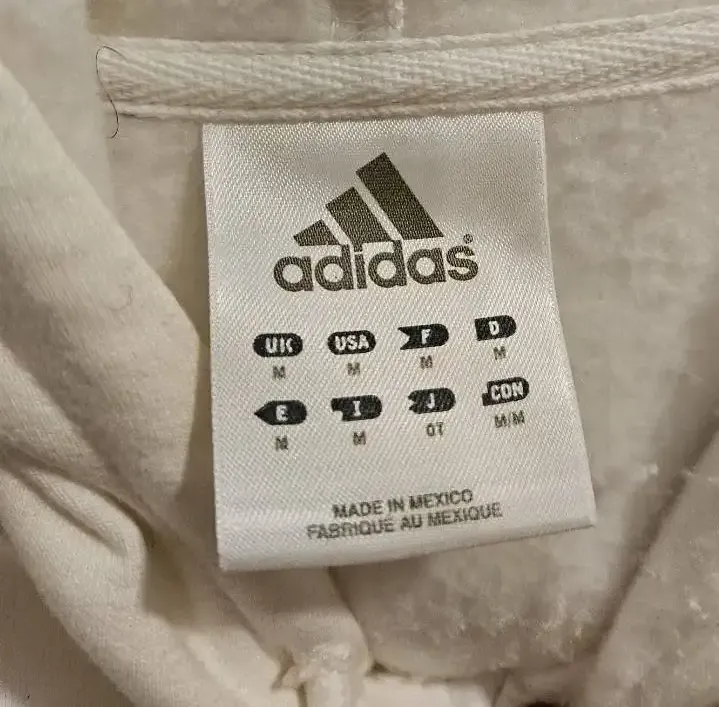 adidas®
UK USA F D
M M M M
E I J CON
M M OT M/M
MADE IN MEXICO
FABRIQUE AU MEXIQUE